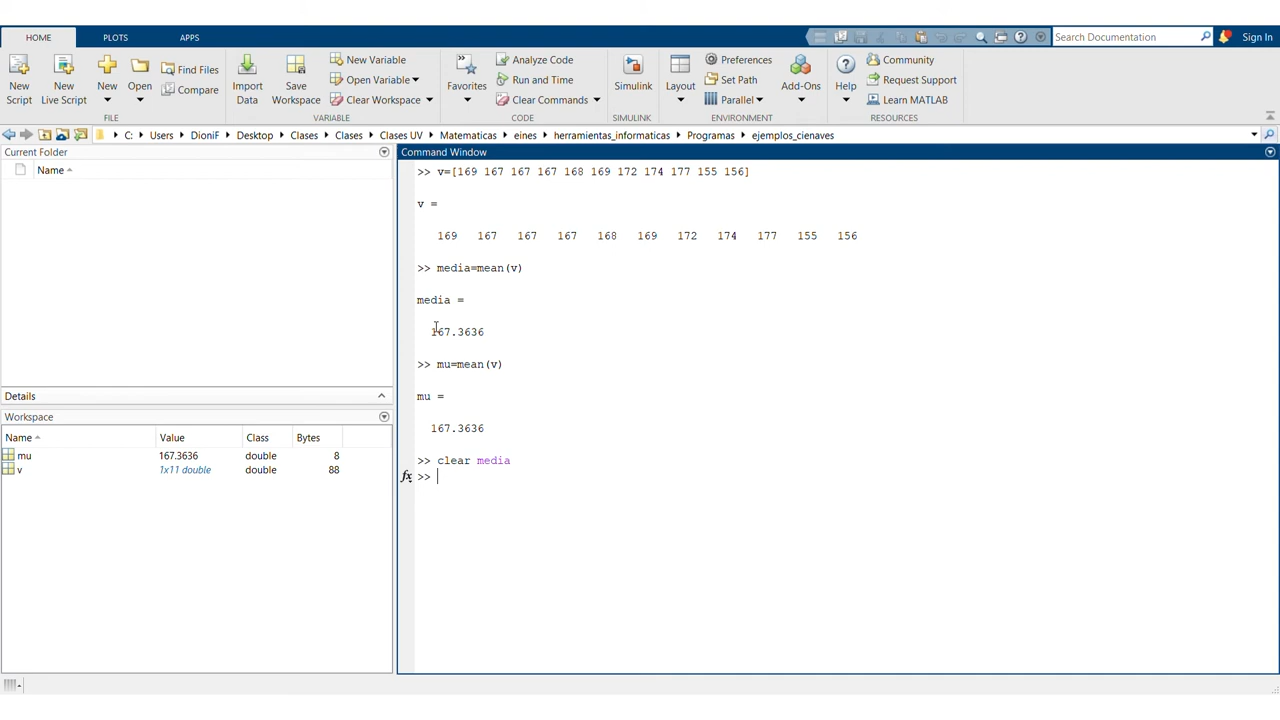 HOME PLOTS APPS Search Documentation Sign In
New Script
New Live Script
New
Open
Find Files
Compare
FILE
Import Data
Save Workspace
New Variable
Open Variable
Clear Workspace
VARIABLE
Favorites
Analyze Code
Run and Time
Clear Commands
CODE
Simulink
SIMULINK
Layout
Preferences
Set Path
Parallel
Add-Ons
ENVIRONMENT
Help
Community
Request Support
Learn MATLAB
RESOURCES
C: Users DioniF Desktop Clases Clases Clases UV Matematicas eines herramientas_informaticas Programas ejemplos_cienaves
Current Folder
Name
Details
Workspace
Name Value Class Bytes
mu 167.3636 double 8
v 1x11 double double 88
Command Window
>> v=[169 167 167 167 168 169 172 174 177 155 156]
v =
169 167 167 167 168 169 172 174 177 155 156
>> media=mean(v)
media =
167.3636
>> mu=mean(v)
mu =
167.3636
>> clear media
fx >>